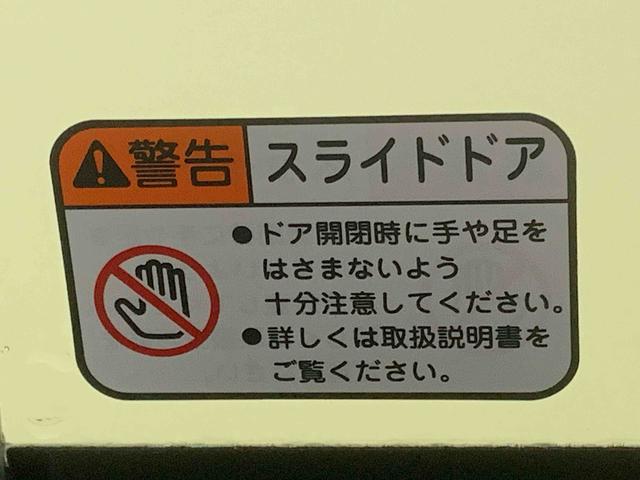 警告 スライドドア
●ドア開閉時に手や足を
はさまないよう
十分注意してください。
●詳しくは取扱説明書を
ご覧ください。